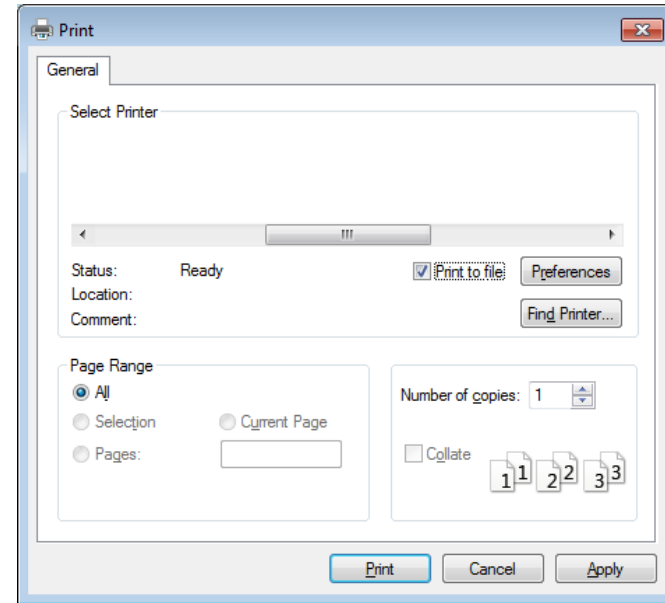 Print
General
Select Printer
Status: Ready
Print to file
Preferences
Location:
Comment:
Find Printer...
Page Range
All
Selection
Current Page
Pages:
Number of copies: 1
Collate
1 1 2 2 3 3
Print
Cancel
Apply